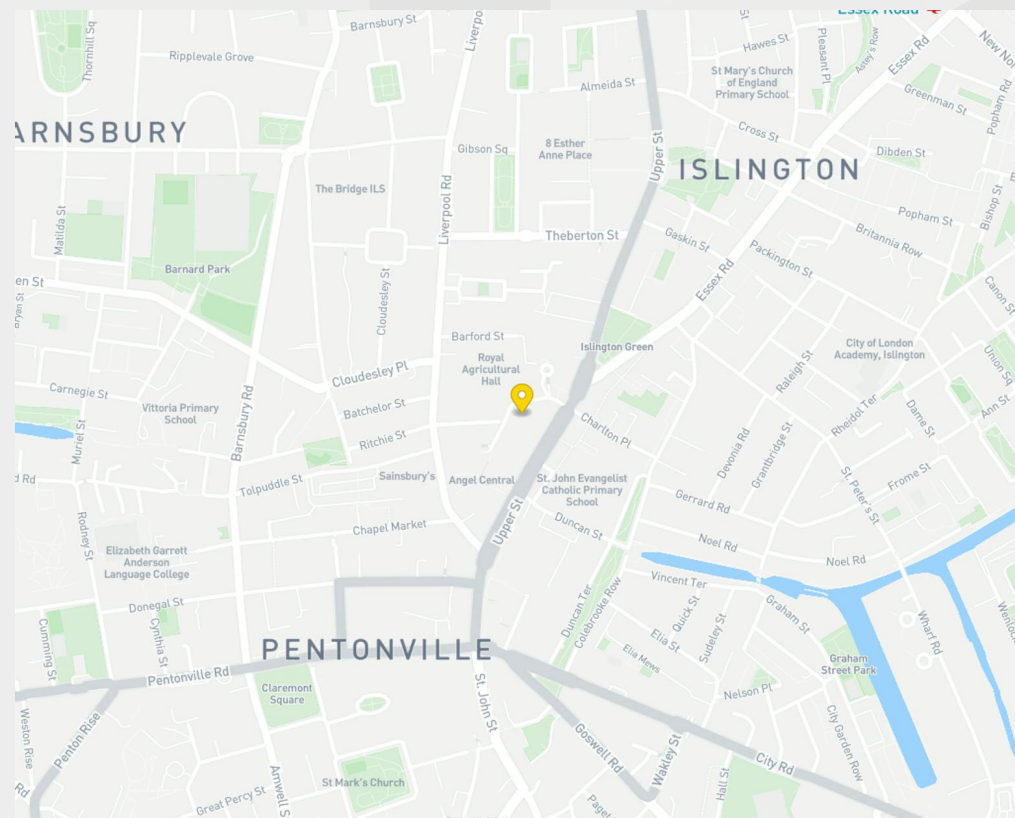 Essex Road
Barnsbury St
Thornhill Sq
Ripplevale Grove
Liverpo
Almeida St
Hawes St
St
Pleasant Pl
Astey's Row
Essex Rd
New No
St Mary's Church
of England
Primary School
Greenman St
Popham Rd
ARNSBURY
Cross St
Gibson Sq
8 Esther
Anne Place
Upper St
Dibden St
ISLINGTON
The Bridge ILS
Liverpool Rd
Matilda St
Bishop St
Popham St
Theberton St
Gaskin St
Britannia Row
Packington St
Barnard Park
Essex Rd
en St
Cloudesley St
Canon St
ryan St
Barford St
Islington Green
City of London
Academy, Islington
Royal
Agricultural
Hall
Raleigh St
Union Sq
Cloudesley Pl
Carnegie St
Batchelor St
Vittoria Primary
School
Rheidol Ter
Dame St
Ann St
Barnsbury Rd
Charlton Pl
Muriel St
Ritchie St
Devonia Rd
Grantbridge St
d Rd
Tolpuddle St
Sainsbury's
Angel Central
St. John Evangelist
Catholic Primary
School
Frome St
St. Peter's St
Gerrard Rd
Upper St
Duncan St
Chapel Market
Rodney St
Noel Rd
Noel Rd
Elizabeth Garrett
Anderson
Language College
Vincent Ter
Duncan Ter
Colebrooke Row
Quick St
Graham St
Donegal St
Cynthia St
Cumming St
Elia St
Sudeley St
Wharf Rd
Wenlo
PENTONVILLE
Elia Mews
Graham
Street Park
Pentonville Rd
Claremont
Square
Nelson Pl
St. John St
Weston Rise
Penton Rise
Goswell Rd
Wakley St
City Garden Row
City Rd
Amwell S
St Mark's Church
Hall St
Rd
Great Percy St
Paget